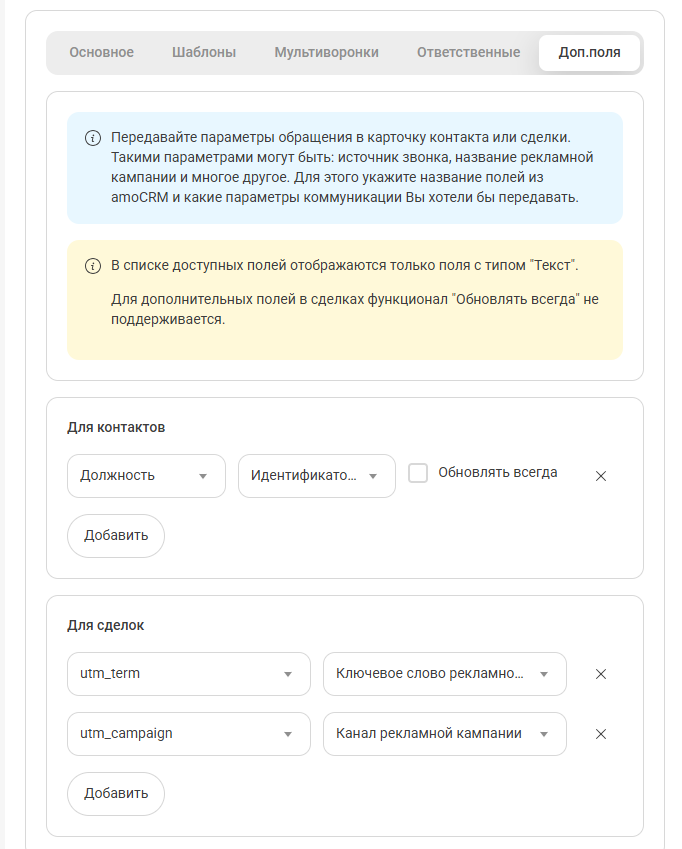 Основное Шаблоны Мультиворонки Ответственные Доп.поля
Передавайте параметры обращения в карточку контакта или сделки.
Такими параметрами могут быть: источник звонка, название рекламной
кампании и многое другое. Для этого укажите название полей из
amoCRM и какие параметры коммуникации Вы хотели бы передавать.
В списке доступных полей отображаются только поля с типом "Текст".
Для дополнительных полей в сделках функционал "Обновлять всегда" не
поддерживается.
Для контактов
Должность Идентификато... Обновлять всегда
Добавить
Для сделок
utm_term Ключевое слово рекламно...
utm_campaign Канал рекламной кампании
Добавить